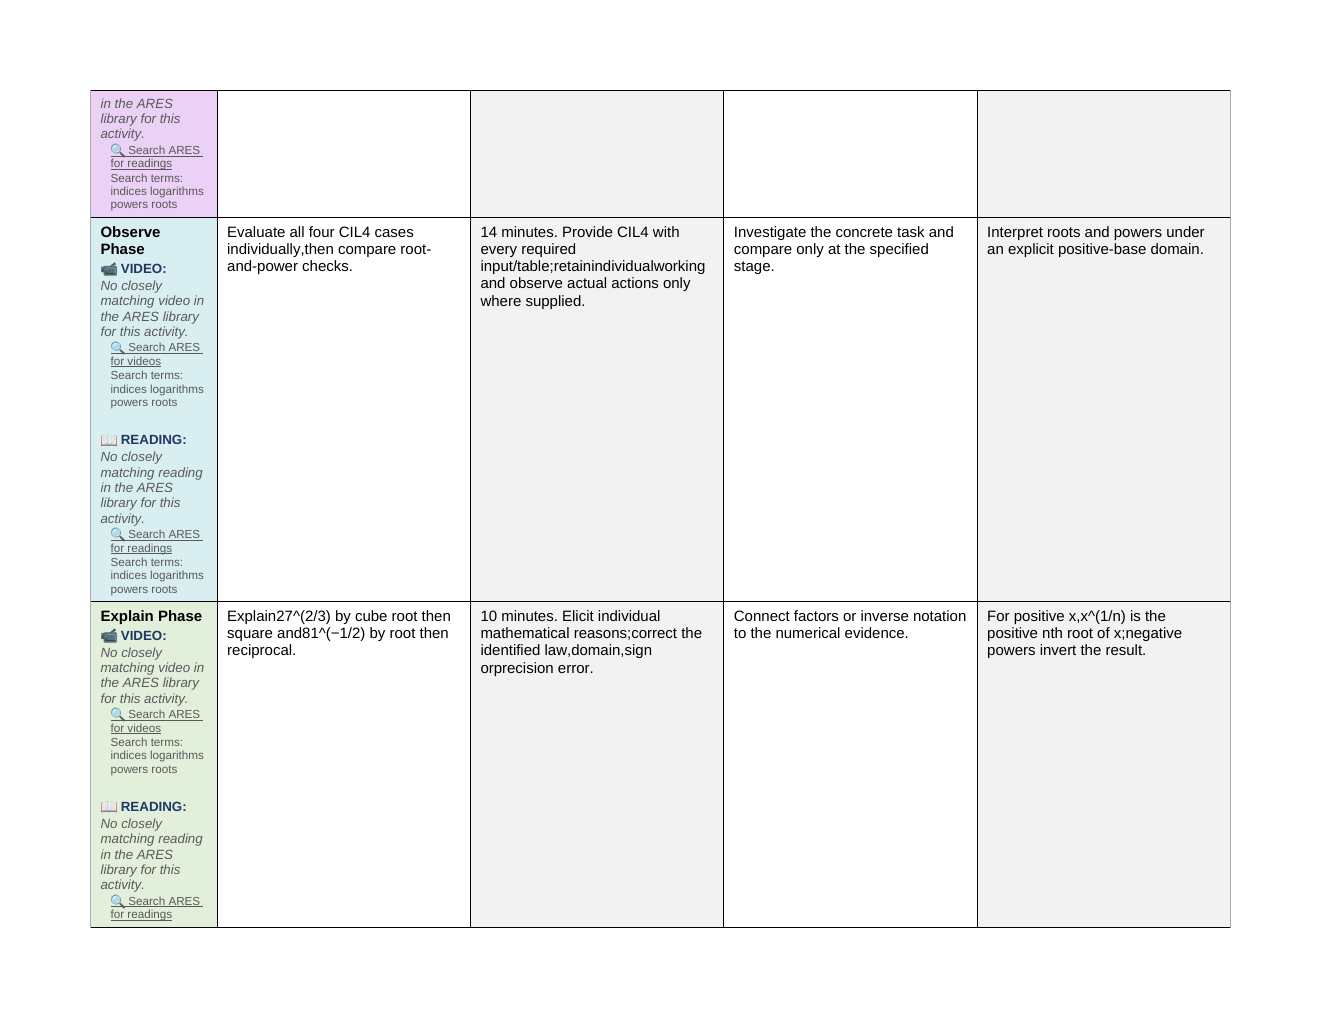 in the ARES
library for this
activity.
🔍 Search ARES
for readings
Search terms:
indices logarithms
powers roots
Observe
Phase
📹 VIDEO:
No closely
matching video in
the ARES library
for this activity.
🔍 Search ARES
for videos
Search terms:
indices logarithms
powers roots
📖 READING:
No closely
matching reading
in the ARES
library for this
activity.
🔍 Search ARES
for readings
Search terms:
indices logarithms
powers roots
Evaluate all four CIL4 cases
individually,then compare root-
and-power checks.
14 minutes. Provide CIL4 with
every required
input/table;retainindividualworking
and observe actual actions only
where supplied.
Investigate the concrete task and
compare only at the specified
stage.
Interpret roots and powers under
an explicit positive-base domain.
Explain Phase
📹 VIDEO:
No closely
matching video in
the ARES library
for this activity.
🔍 Search ARES
for videos
Search terms:
indices logarithms
powers roots
📖 READING:
No closely
matching reading
in the ARES
library for this
activity.
🔍 Search ARES
for readings
Explain27^(2/3) by cube root then
square and81^(−1/2) by root then
reciprocal.
10 minutes. Elicit individual
mathematical reasons;correct the
identified law,domain,sign
orprecision error.
Connect factors or inverse notation
to the numerical evidence.
For positive x,x^(1/n) is the
positive nth root of x;negative
powers invert the result.